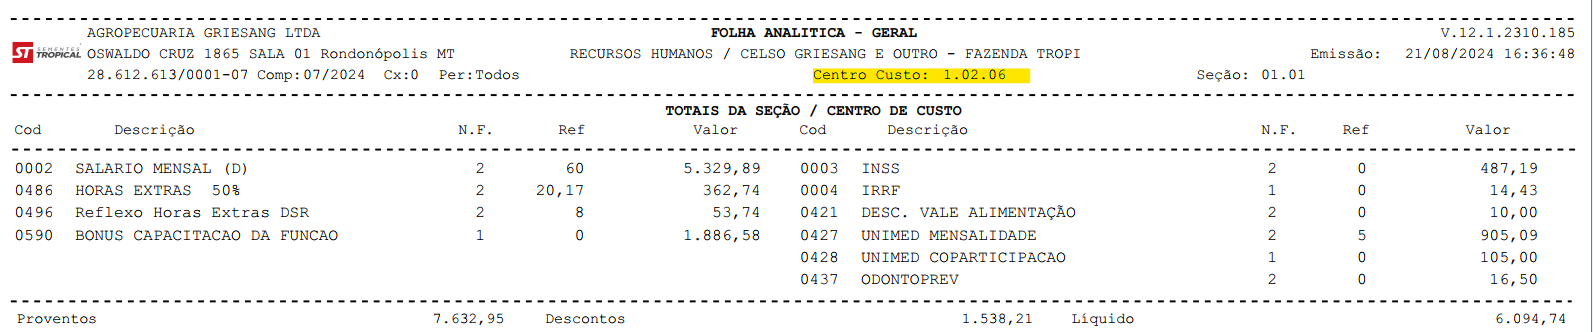 AGROPECUARIA GRIESANG LTDA FOLHA ANALITICA - GERAL V.12.1.2310.185
ST SEMENTES TROPICAL OSWALDO CRUZ 1865 SALA 01 Rondonópolis MT RECURSOS HUMANOS / CELSO GRIESANG E OUTRO - FAZENDA TROPI Emissão: 21/08/2024 16:36:48
28.612.613/0001-07 Comp:07/2024 Cx:0 Per:Todos Centro Custo: 1.02.06 Seção: 01.01
TOTAIS DA SEÇÃO / CENTRO DE CUSTO
Cod Descrição N.F. Ref Valor Cod Descrição N.F. Ref Valor
0002 SALARIO MENSAL (D) 2 60 5.329,89 0003 INSS 2 0 487,19
0486 HORAS EXTRAS 50% 2 20,17 362,74 0004 IRRF 1 0 14,43
0496 Reflexo Horas Extras DSR 2 8 53,74 0421 DESC. VALE ALIMENTAÇÃO 2 0 10,00
0590 BONUS CAPACITACAO DA FUNCAO 1 0 1.886,58 0427 UNIMED MENSALIDADE 2 5 905,09
0428 UNIMED COPARTICIPACAO 1 0 105,00
0437 ODONTOPREV 2 0 16,50
Proventos 7.632,95 Descontos 1.538,21 Líquido 6.094,74